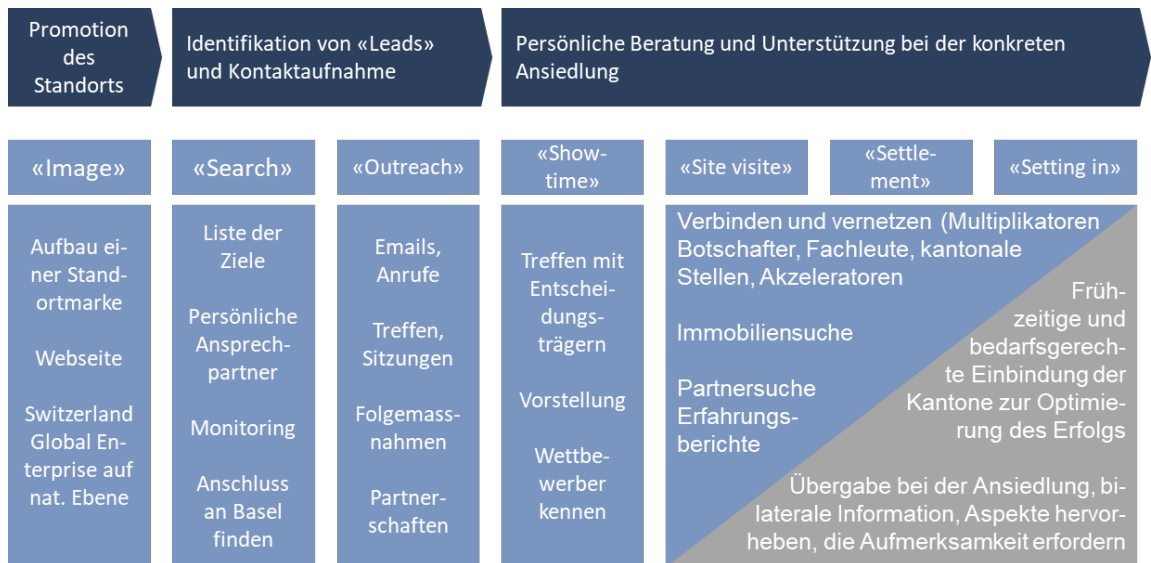 Promotion
des
Standorts
Identifikation von «Leads»
und Kontaktaufnahme
Persönliche Beratung und Unterstützung bei der konkreten
Ansiedlung
«Image»
«Search»
«Outreach»
«Show-
time»
«Site visite»
«Settle-
ment»
«Setting in»
Aufbau ei-
ner Stand-
ortmarke
Webseite
Switzerland
Global En-
terprise auf
nat. Ebene
Liste der
Ziele
Persönliche
Ansprech-
partner
Monitoring
Anschluss
an Basel
finden
Emails,
Anrufe
Treffen,
Sitzungen
Folgemass-
nahmen
Partner-
schaften
Treffen mit
Entschei-
dungs-
trägern
Vorstellung
Wettbe-
werber
kennen
Verbinden und vernetzen (Multiplikatoren
Botschafter, Fachleute, kantonale
Stellen, Akzeleratoren
Immobiliensuche
Partnersuche
Erfahrungs-
berichte
Früh-
zeitige und
bedarfsgerech-
te Einbindung der
Kantone zur Optimie-
rung des Erfolgs
Übergabe bei der Ansiedlung, bi-
laterale Information, Aspekte hervor-
heben, die Aufmerksamkeit erfordern